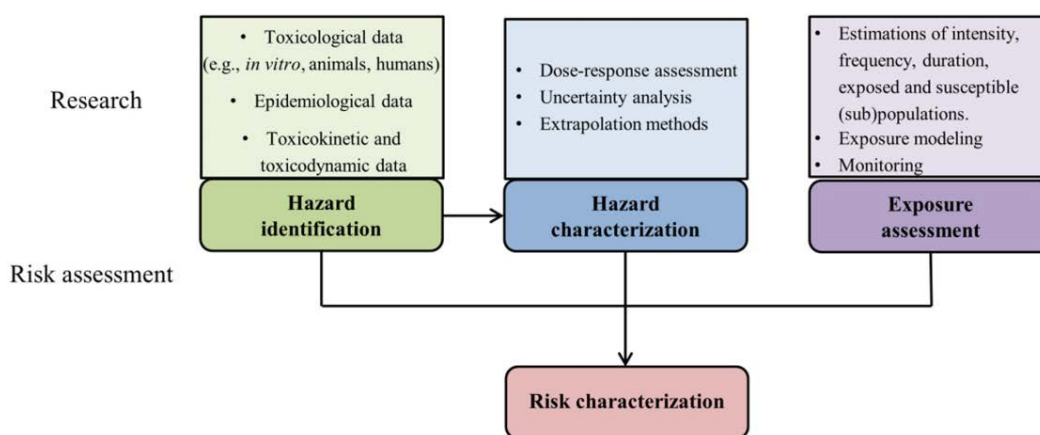 Research
• Toxicological data
(e.g., in vitro, animals, humans)
• Epidemiological data
• Toxicokinetic and
toxicodynamic data
• Dose-response assessment
• Uncertainty analysis
• Extrapolation methods
• Estimations of intensity,
frequency, duration,
exposed and susceptible
(sub)populations.
• Exposure modeling
• Monitoring
Hazard
identification
Hazard
characterization
Exposure
assessment
Risk assessment
Risk characterization